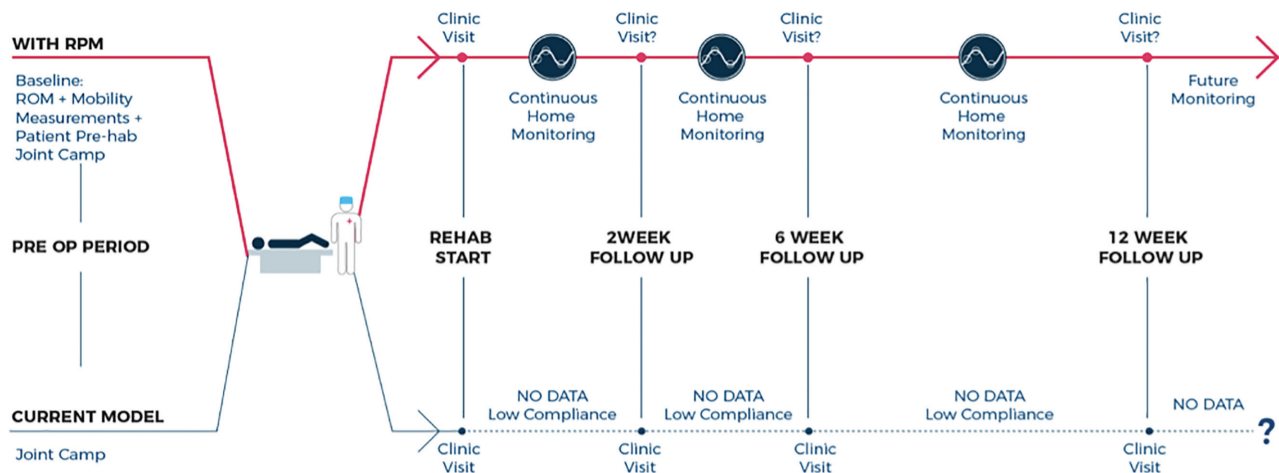 WITH RPM
Baseline:
ROM + Mobility
Measurements +
Patient Pre-hab
Joint Camp
Clinic
Visit
Clinic
Visit?
Clinic
Visit?
Clinic
Visit?
Continuous
Home
Monitoring
Continuous
Home
Monitoring
Continuous
Home
Monitoring
Future
Monitoring
PRE OP PERIOD
REHAB
START
2WEEK
FOLLOW UP
6 WEEK
FOLLOW UP
12 WEEK
FOLLOW UP
CURRENT MODEL
Joint Camp
NO DATA
Low Compliance
NO DATA
Low Compliance
NO DATA
Low Compliance
NO DATA
?
Clinic
Visit
Clinic
Visit
Clinic
Visit
Clinic
Visit